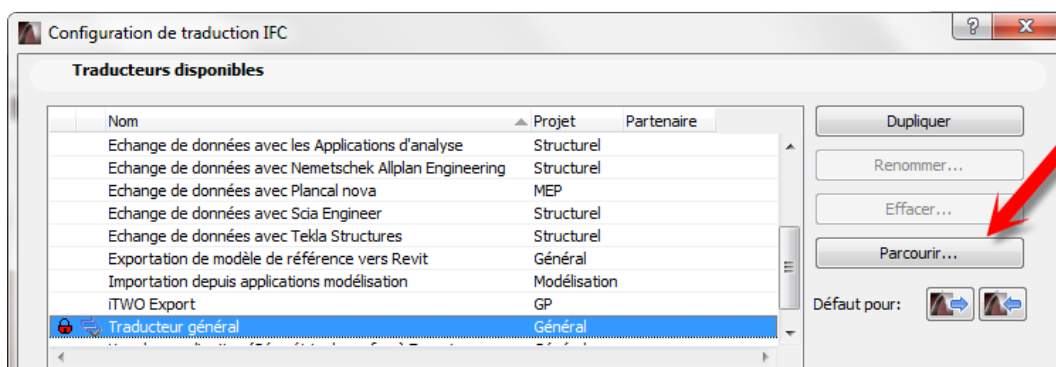 Configuration de traduction IFC
Traducteurs disponibles
Nom Projet Partenaire
Echange de données avec les Applications d'analyse Structurel
Echange de données avec Nemetschek Allplan Engineering Structurel
Echange de données avec Plancal nova MEP
Echange de données avec Scia Engineer Structurel
Echange de données avec Tekla Structures Structurel
Exportation de modèle de référence vers Revit Général
Importation depuis applications modélisation Modélisation
iTWO Export GP
Traducteur général Général
Dupliquer
Renommer...
Effacer...
Parcourir...
Défaut pour: